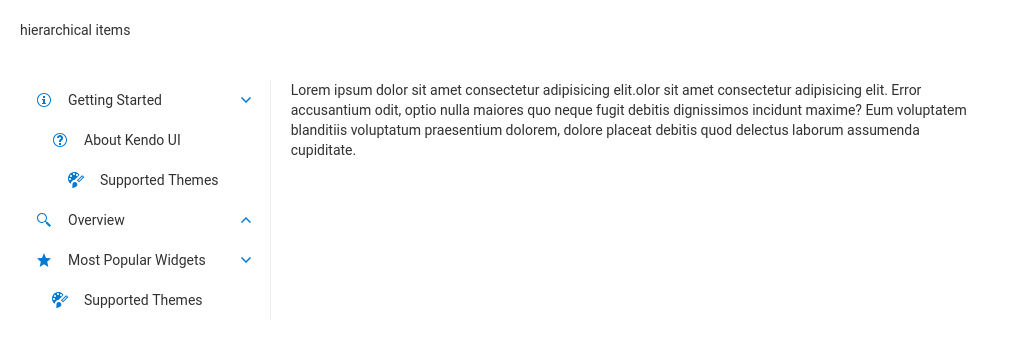 hierarchical items
Getting Started
About Kendo UI
Supported Themes
Overview
Most Popular Widgets
Supported Themes
Lorem ipsum dolor sit amet consectetur adipisicing elit.olor sit amet consectetur adipisicing elit. Error
accusantium odit, optio nulla maiores quo neque fugit debitis dignissimos incidunt maxime? Eum voluptatem
blanditiis voluptatum praesentium dolorem, dolore placeat debitis quod delectus laborum assumenda
cupiditate.